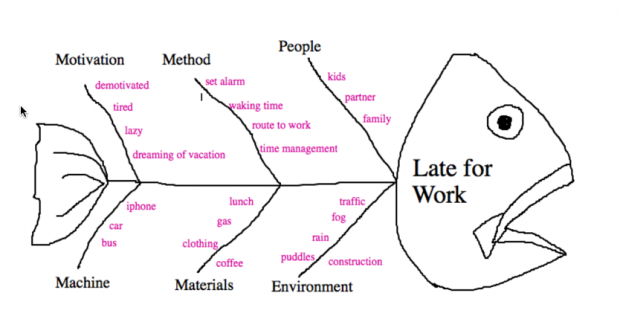 Motivation
demotivated
tired
lazy
dreaming of vacation
Method
set alarm
waking time
route to work
time management
People
kids
partner
family
Late for
Work
iphone
car
bus
Machine
lunch
gas
clothing
coffee
Materials
traffic
fog
rain
puddles
construction
Environment